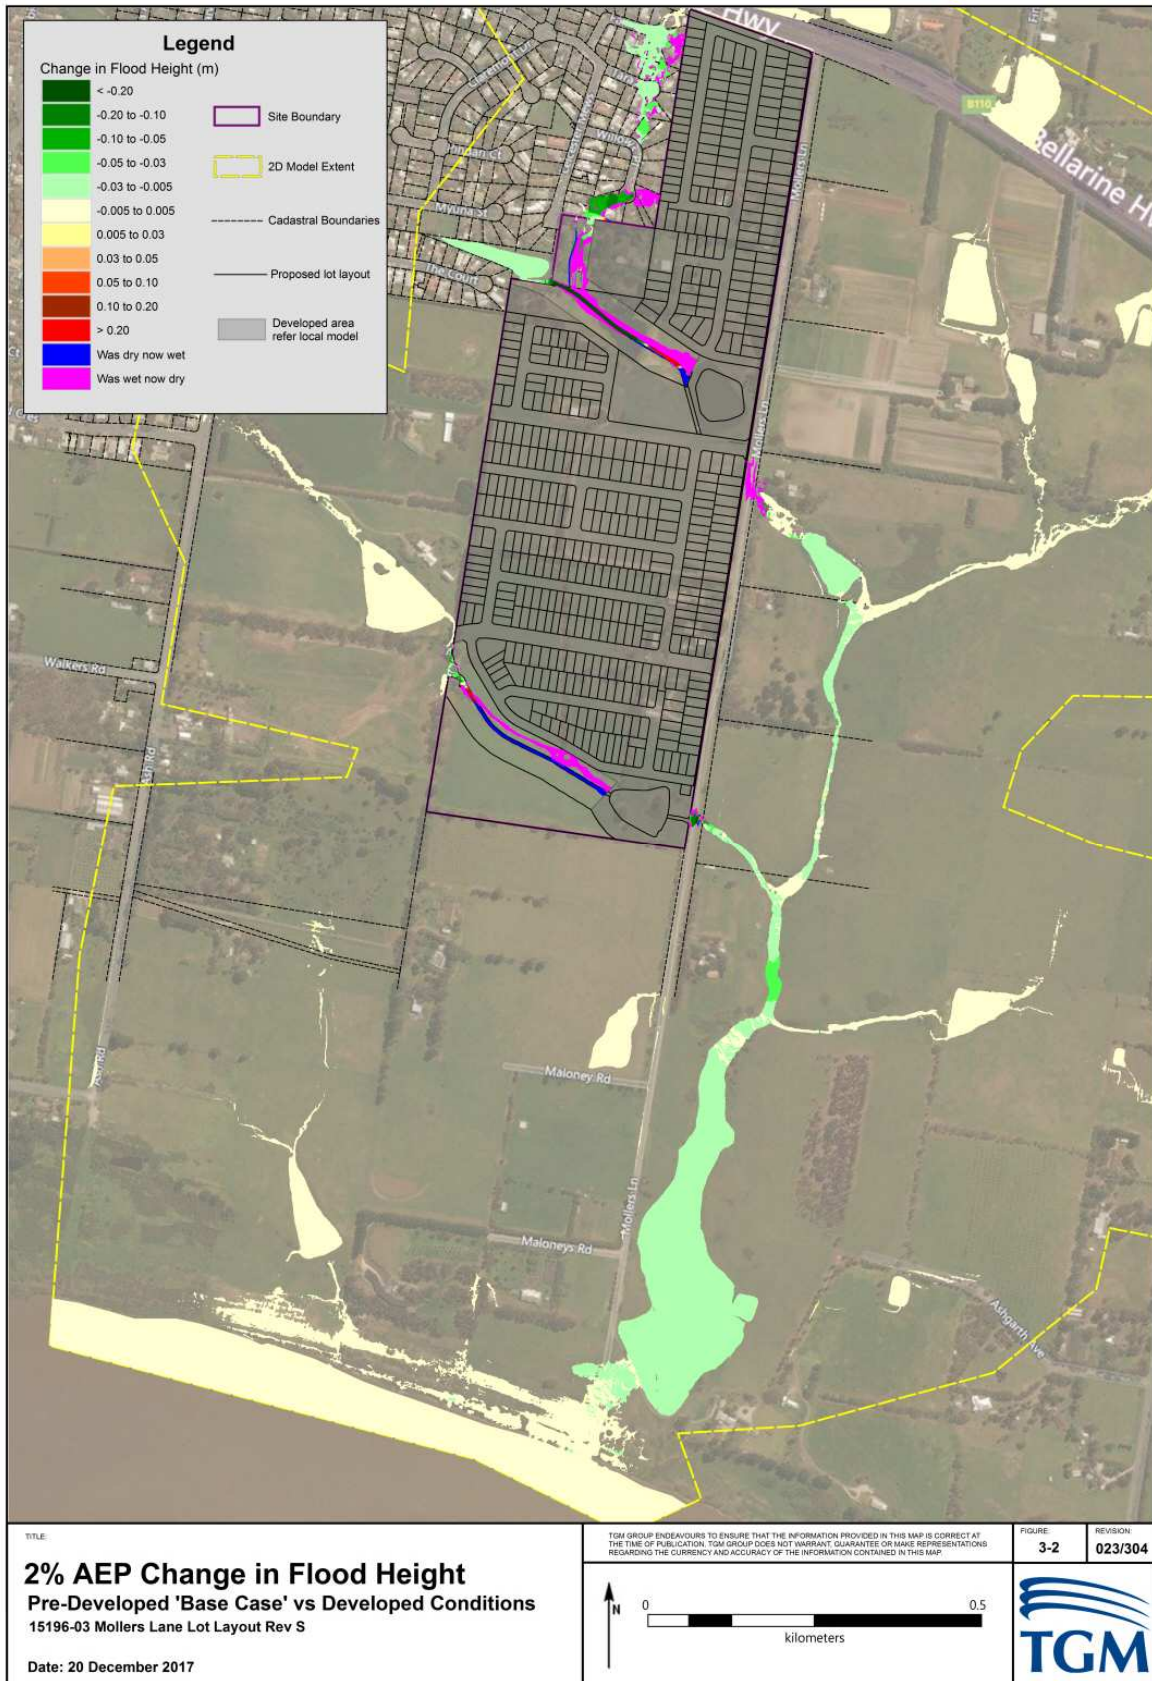 Legend
Change in Flood Height (m)
< -0.20
-0.20 to -0.10
-0.10 to -0.05
-0.05 to -0.03
-0.03 to -0.005
-0.005 to 0.005
0.005 to 0.03
0.03 to 0.05
0.05 to 0.10
0.10 to 0.20
> 0.20
Was dry now wet
Was wet now dry
Site Boundary
2D Model Extent
Cadastral Boundaries
Proposed lot layout
Developed area
refer local model
Hwy
B110
Bellarine Hw
Mollers Ln
Myuna St
The Court
Ct
Mollers Ln
Walkers Rd
Ash Rd
Ash Rd
Maloney Rd
Mollers Ln
Maloneys Rd
Ashgarth Ave
TITLE:
2% AEP Change in Flood Height
Pre-Developed 'Base Case' vs Developed Conditions
15196-03 Mollers Lane Lot Layout Rev S
Date: 20 December 2017
TGM GROUP ENDEAVOURS TO ENSURE THAT THE INFORMATION PROVIDED IN THIS MAP IS CORRECT AT
THE TIME OF PUBLICATION. TGM GROUP DOES NOT WARRANT, GUARANTEE OR MAKE REPRESENTATIONS
REGARDING THE CURRENCY AND ACCURACY OF THE INFORMATION CONTAINED IN THIS MAP.
N
0 0.5
kilometers
FIGURE:
3-2
REVISION:
023/304
TGM